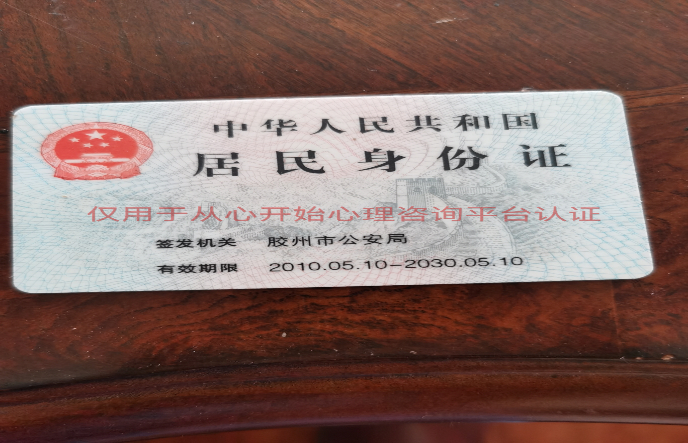 中华人民共和国
居民身份证
仅用于从心开始心理咨询平台认证
签发机关 胶州市公安局
有效期限 2010.05.10-2030.05.10